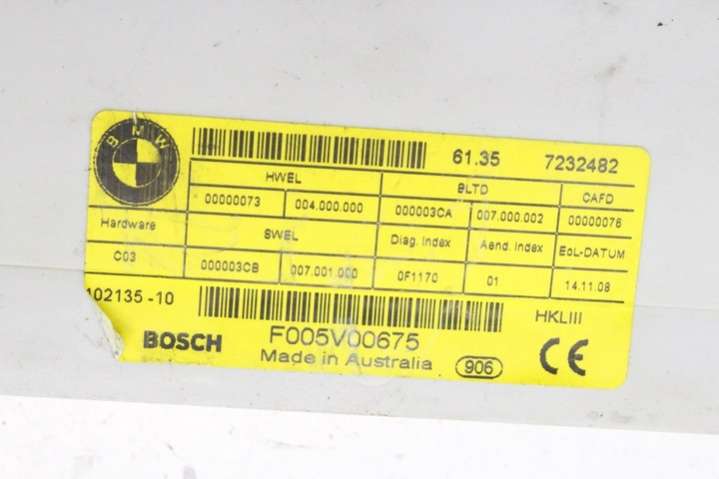 BMW
61.35 7232482
HWEL BLTD CAFD
00000073 004.000.000 000003CA 007.000.002 00000076
Hardware SWEL Diag. Index Aend. Index EoL-DATUM
C03 000003CB 007.001.000 0F1170 01 14.11.08
102135-10 HKLIII
BOSCH F005V00675
Made in Australia 906 CE